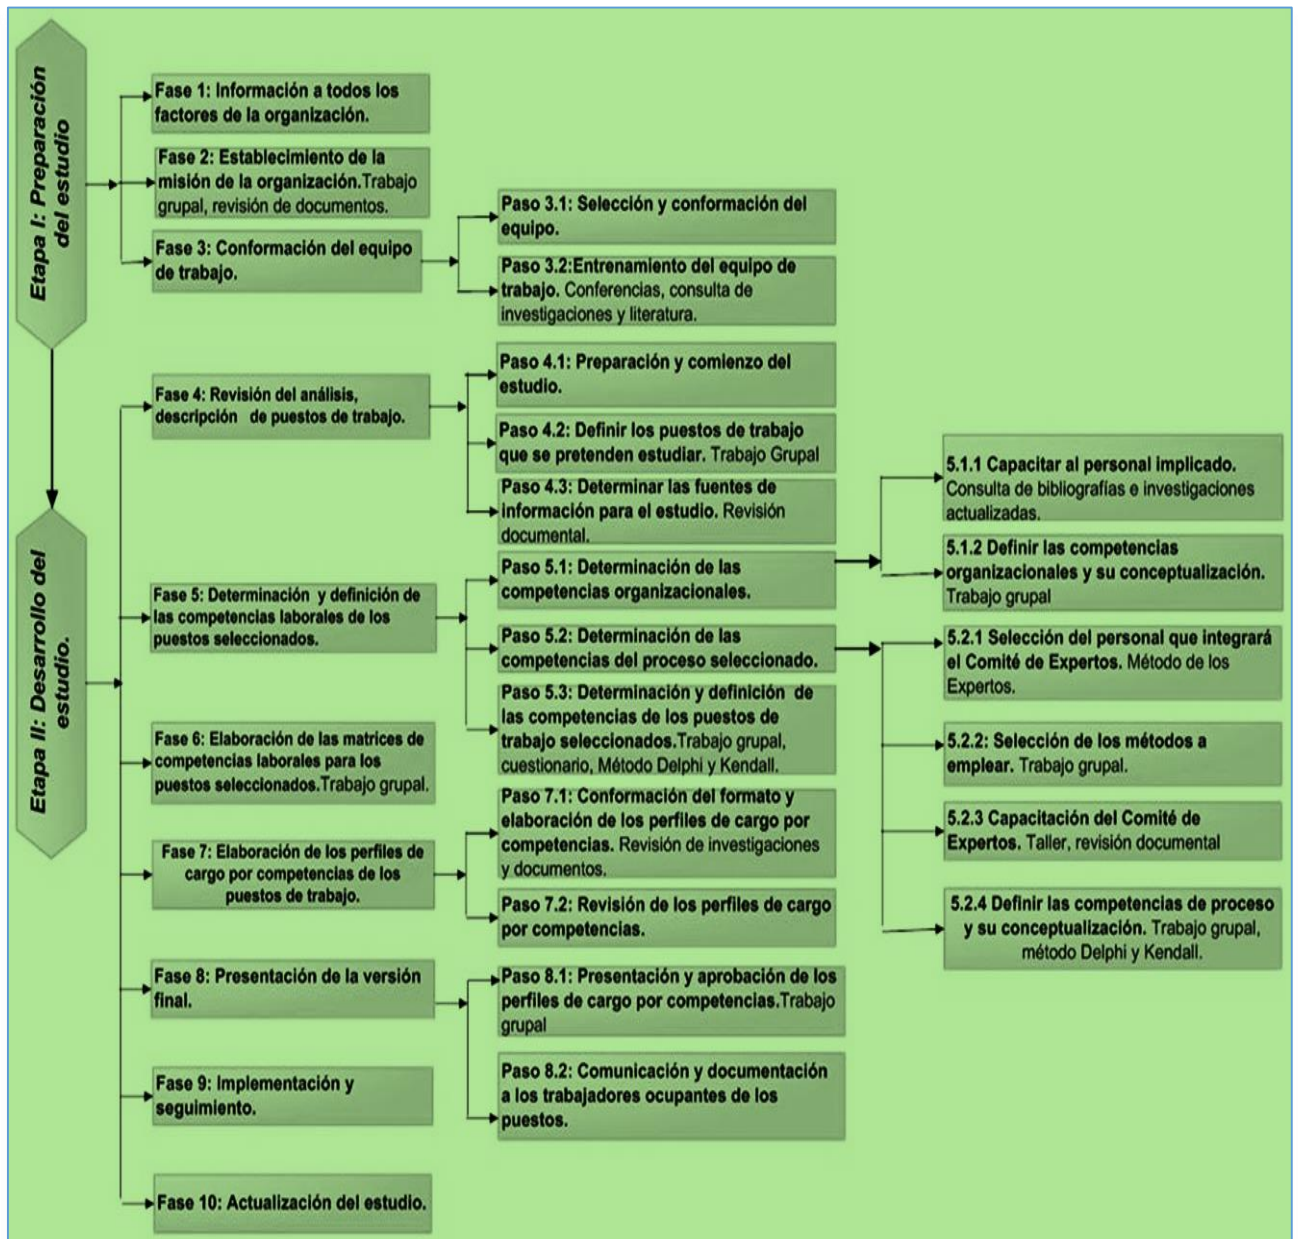 Etapa I: Preparación
del estudio
Fase 1: Información a todos los
factores de la organización.
Fase 2: Establecimiento de la
misión de la organización.Trabajo
grupal, revisión de documentos.
Fase 3: Conformación del equipo
de trabajo.
Paso 3.1: Selección y conformación del
equipo.
Paso 3.2:Entrenamiento del equipo de
trabajo. Conferencias, consulta de
investigaciones y literatura.
Etapa II: Desarrollo del
estudio.
Fase 4: Revisión del análisis,
descripción de puestos de trabajo.
Paso 4.1: Preparación y comienzo del
estudio.
Paso 4.2: Definir los puestos de trabajo
que se pretenden estudiar. Trabajo Grupal
Paso 4.3: Determinar las fuentes de
información para el estudio. Revisión
documental.
Fase 5: Determinación y definición de
las competencias laborales de los
puestos seleccionados.
Paso 5.1: Determinación de las
competencias organizacionales.
5.1.1 Capacitar al personal implicado.
Consulta de bibliografías e investigaciones
actualizadas.
5.1.2 Definir las competencias
organizacionales y su conceptualización.
Trabajo grupal
Paso 5.2: Determinación de las
competencias del proceso seleccionado.
5.2.1 Selección del personal que integrará
el Comité de Expertos. Método de los
Expertos.
5.2.2: Selección de los métodos a
emplear. Trabajo grupal.
5.2.3 Capacitación del Comité de
Expertos. Taller, revisión documental
5.2.4 Definir las competencias de proceso
y su conceptualización. Trabajo grupal,
método Delphi y Kendall.
Paso 5.3: Determinación y definición de
las competencias de los puestos de
trabajo seleccionados.Trabajo grupal,
cuestionario, Método Delphi y Kendall.
Fase 6: Elaboración de las matrices de
competencias laborales para los
puestos seleccionados.Trabajo grupal.
Fase 7: Elaboración de los perfiles de
cargo por competencias de los
puestos de trabajo.
Paso 7.1: Conformación del formato y
elaboración de los perfiles de cargo por
competencias. Revisión de investigaciones
y documentos.
Paso 7.2: Revisión de los perfiles de cargo
por competencias.
Fase 8: Presentación de la versión
final.
Paso 8.1: Presentación y aprobación de los
perfiles de cargo por competencias.Trabajo
grupal
Paso 8.2: Comunicación y documentación
a los trabajadores ocupantes de los
puestos.
Fase 9: Implementación y
seguimiento.
Fase 10: Actualización del estudio.